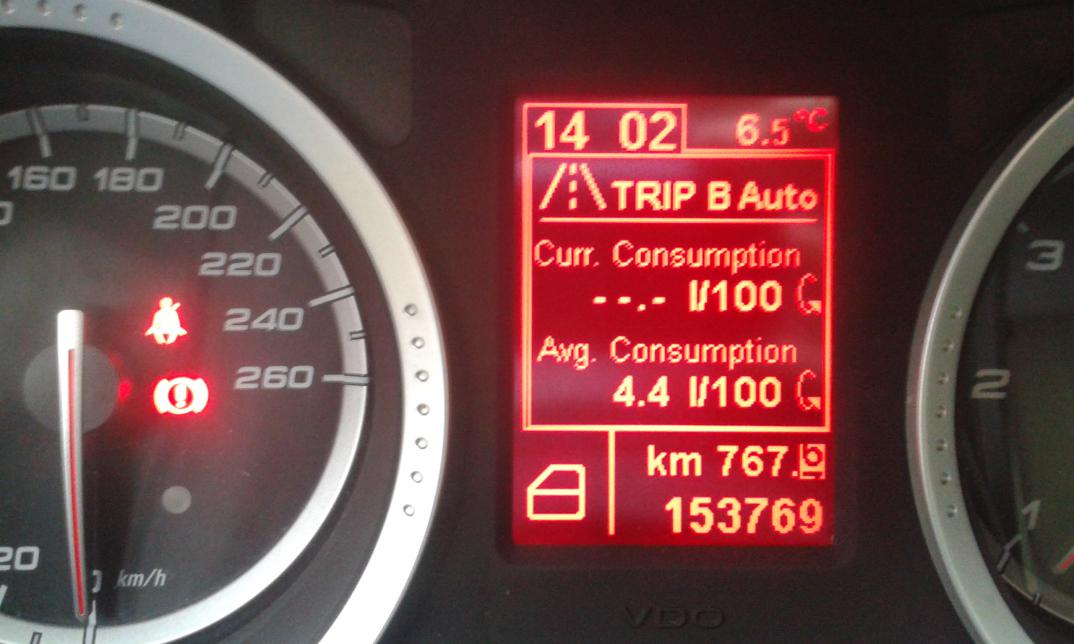 14 02 6.5°C
TRIP B Auto
Curr. Consumption
--.- l/100
Avg. Consumption
4.4 l/100
km 767.
153769
160 180
200
220
240
260
20
0 km/h
3
2
1
VDO